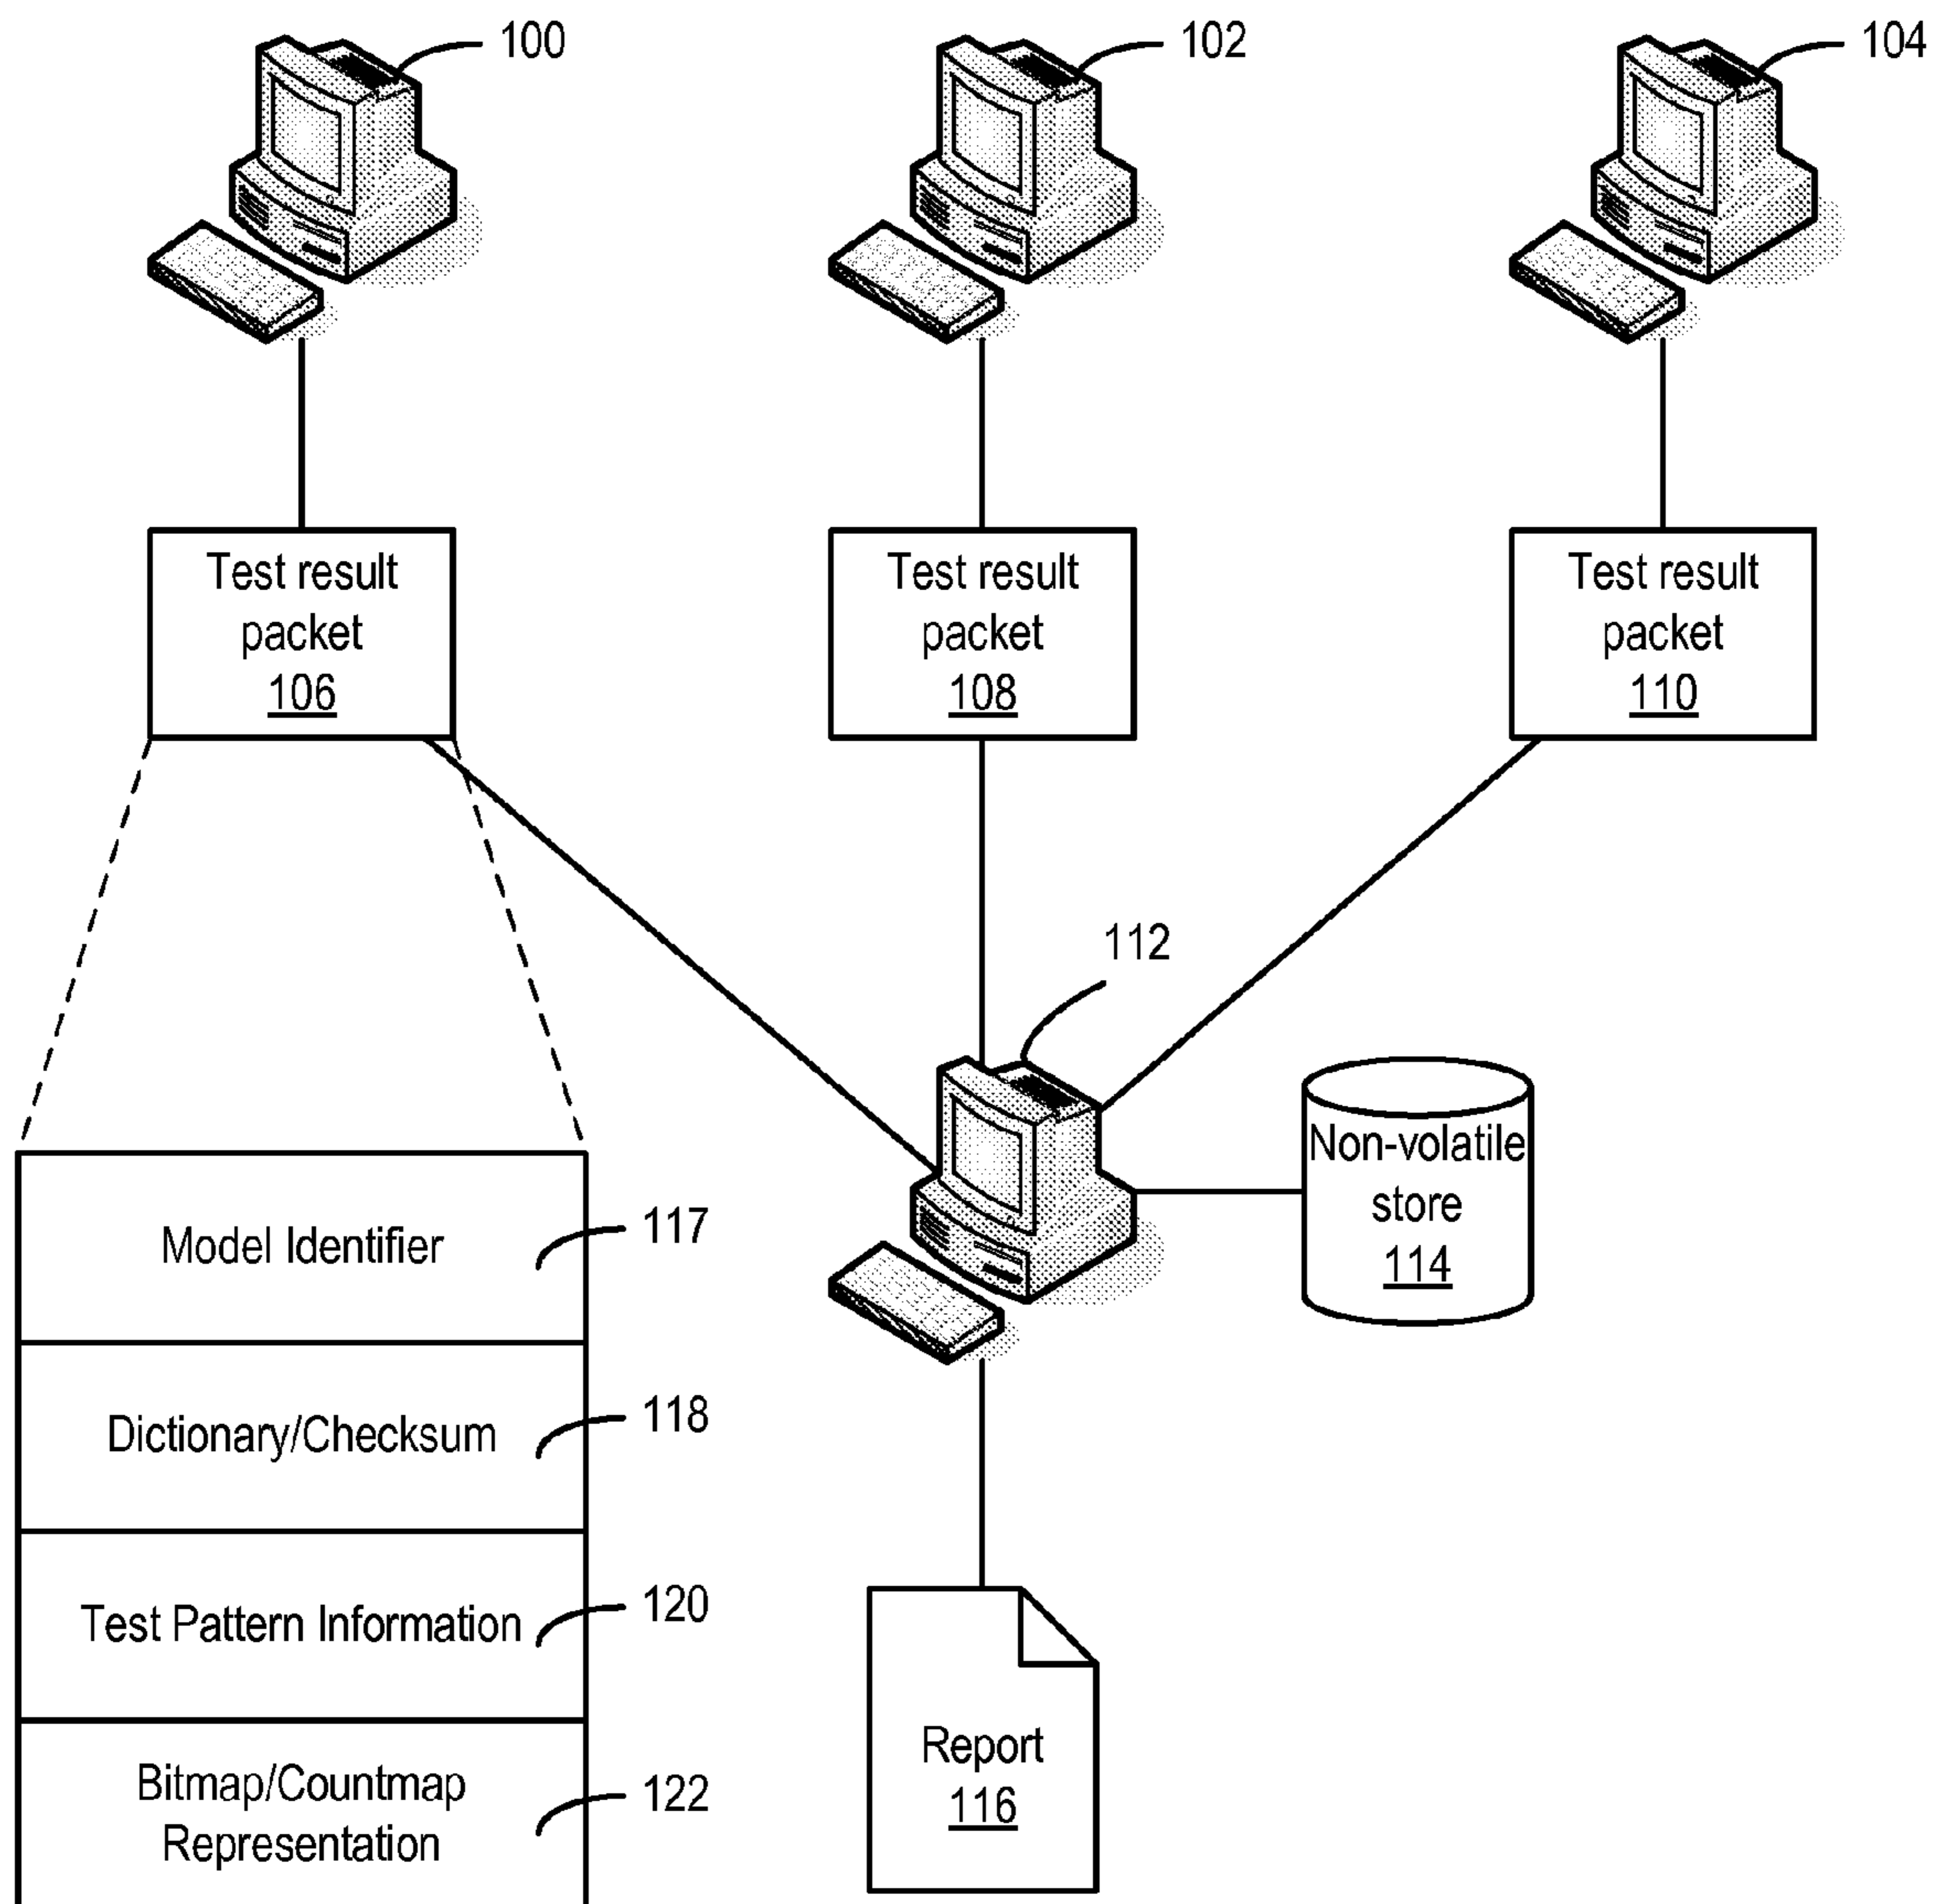 100
102
104
Test result
packet
106
Test result
packet
108
Test result
packet
110
112
Non-volatile
store
114
Model Identifier
117
Dictionary/Checksum
118
Test Pattern Information
120
Bitmap/Countmap
Representation
122
Report
116